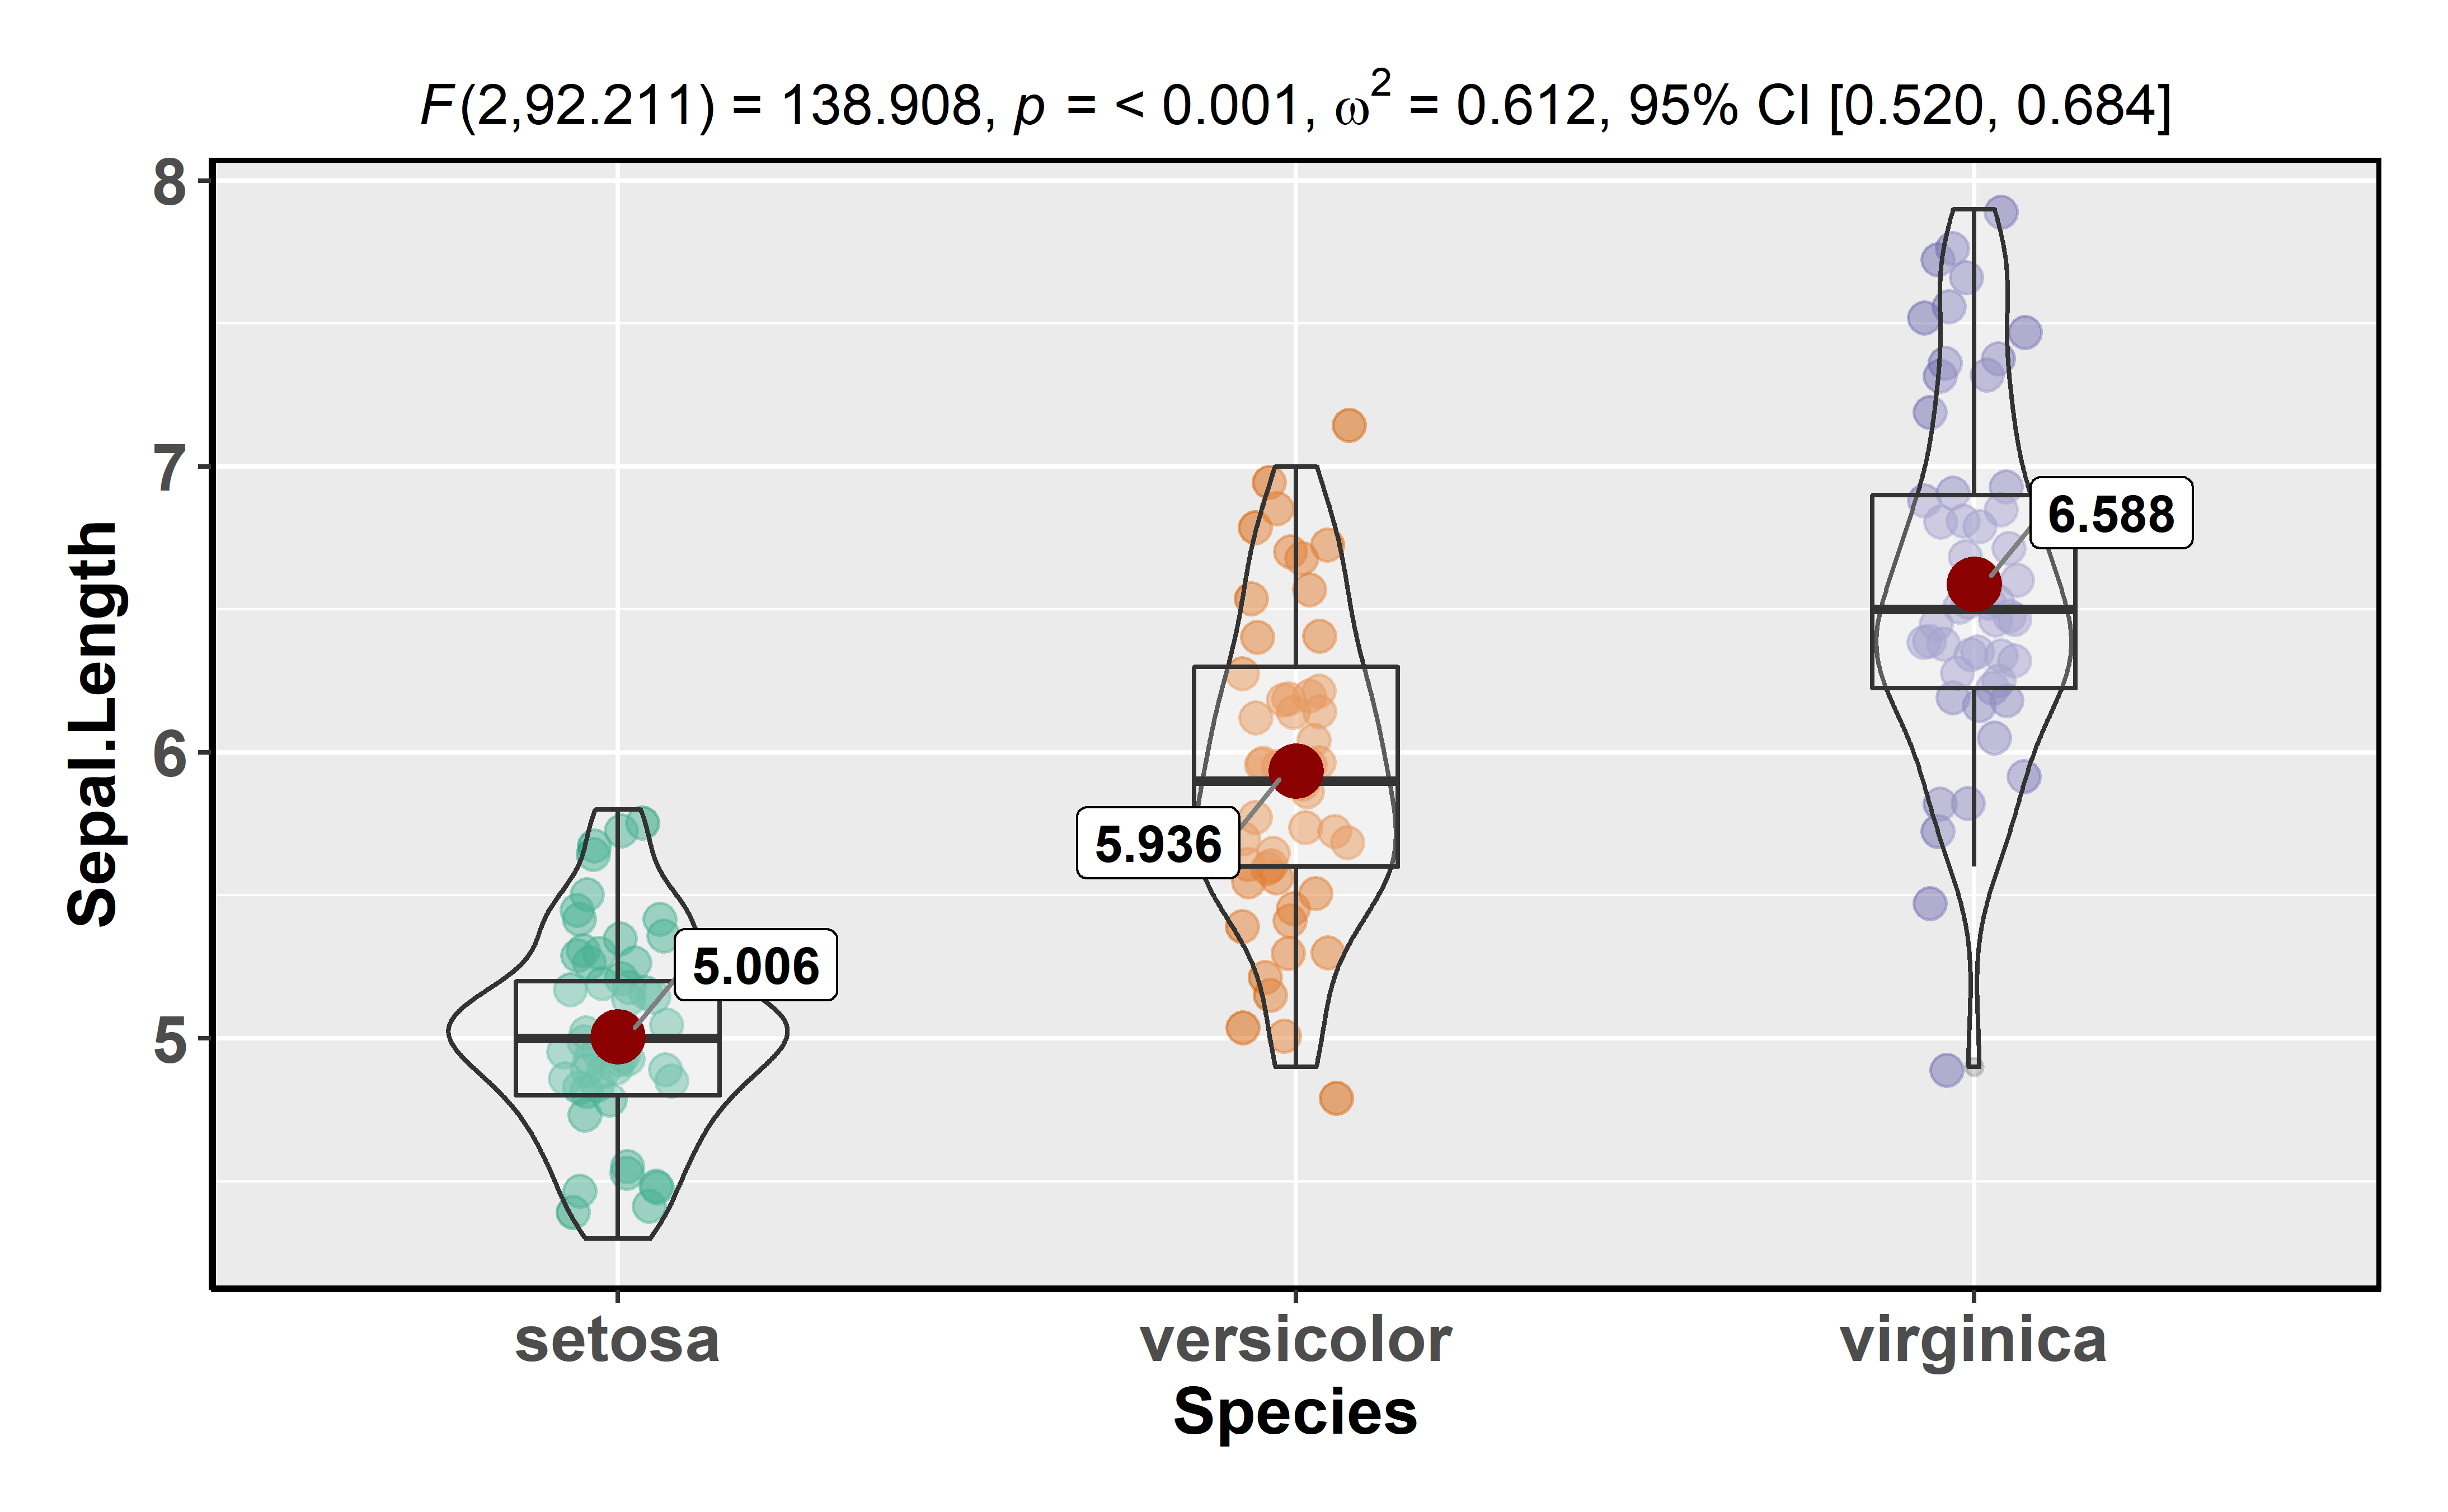 F(2,92.211) = 138.908, p = < 0.001, ω² = 0.612, 95% CI [0.520, 0.684]
Sepal.Length
8
7
6
5
6.588
5.936
5.006
setosa
versicolor
virginica
Species